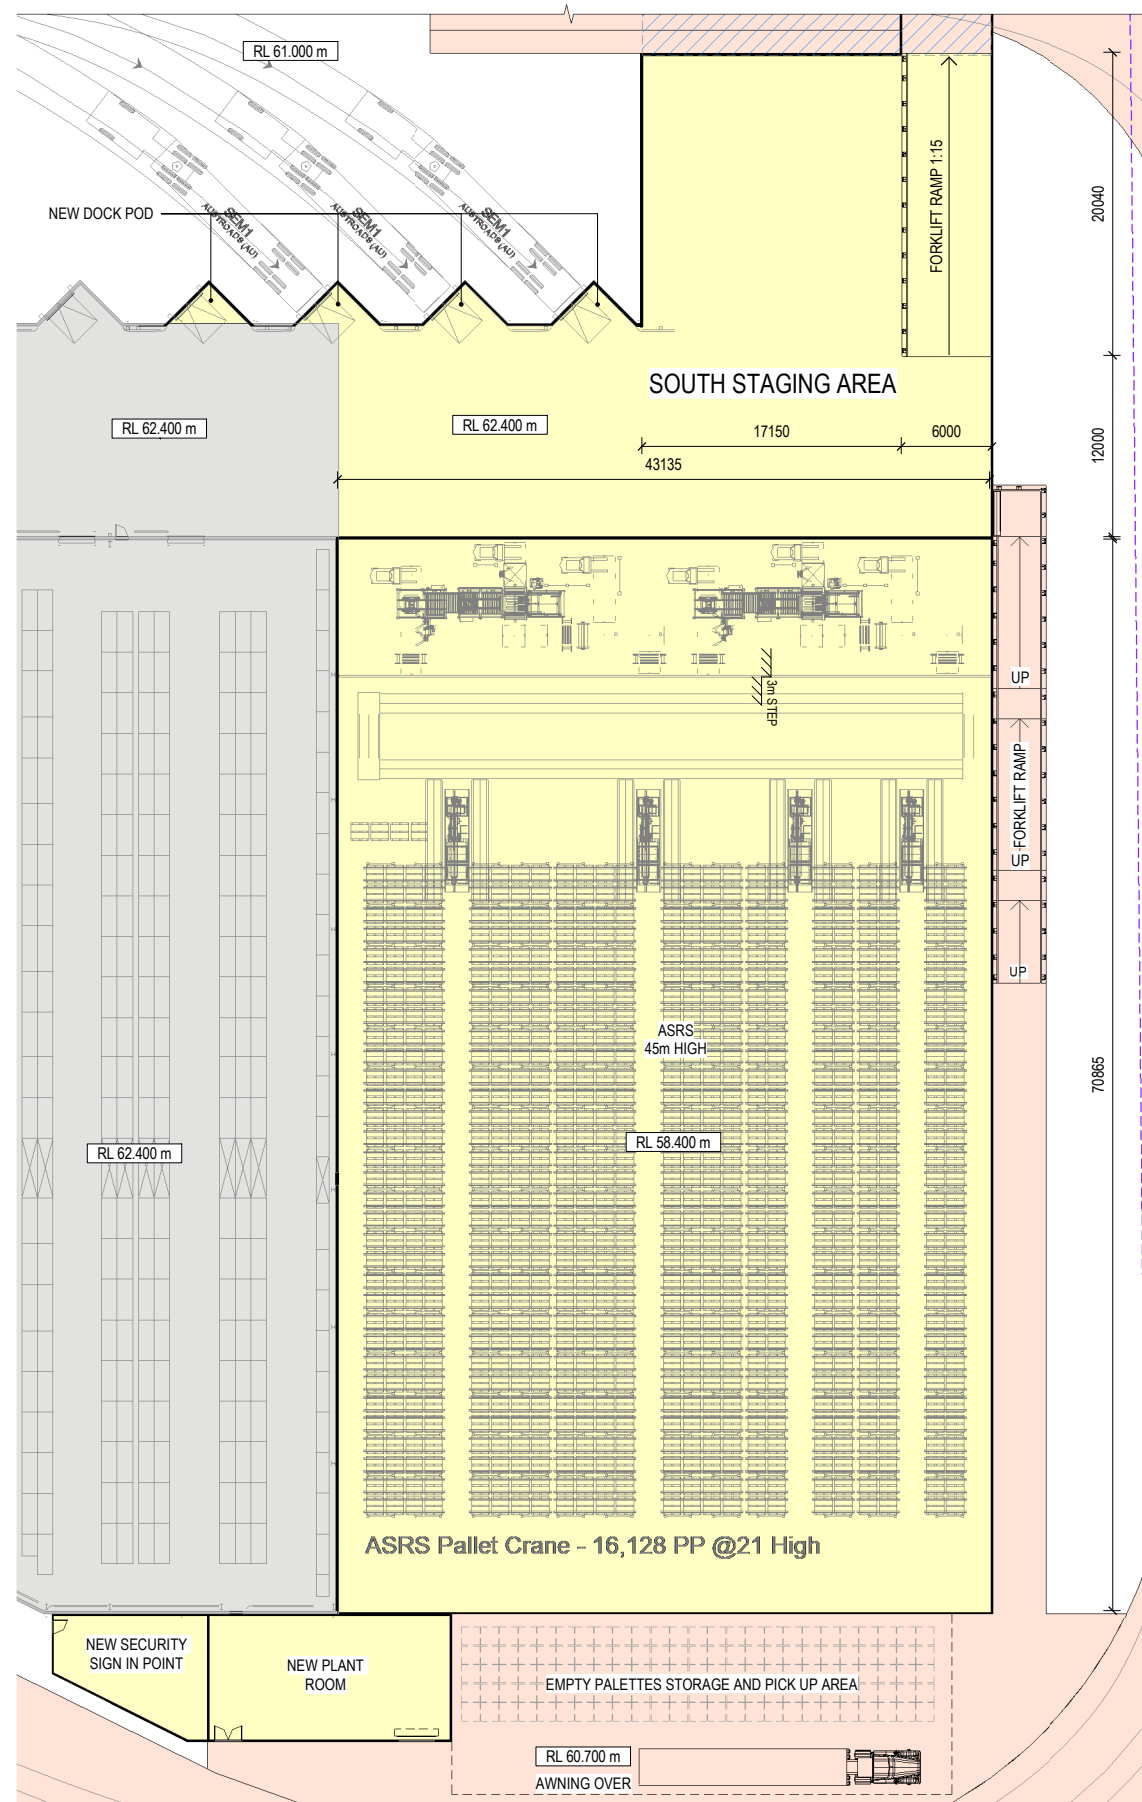 RL 61.000 m
NEW DOCK POD
SEM1
AUSTROADS (AU)
SEM1
AUSTROADS (AU)
SEM1
AUSTROADS (AU)
FORKLIFT RAMP 1:15
20040
SOUTH STAGING AREA
RL 62.400 m
RL 62.400 m
17150
6000
12000
43135
3m STEP
UP
FORKLIFT RAMP
UP
UP
ASRS
45m HIGH
70865
RL 58.400 m
RL 62.400 m
ASRS Pallet Crane - 16,128 PP @21 High
NEW SECURITY
SIGN IN POINT
NEW PLANT
ROOM
EMPTY PALETTES STORAGE AND PICK UP AREA
RL 60.700 m
AWNING OVER